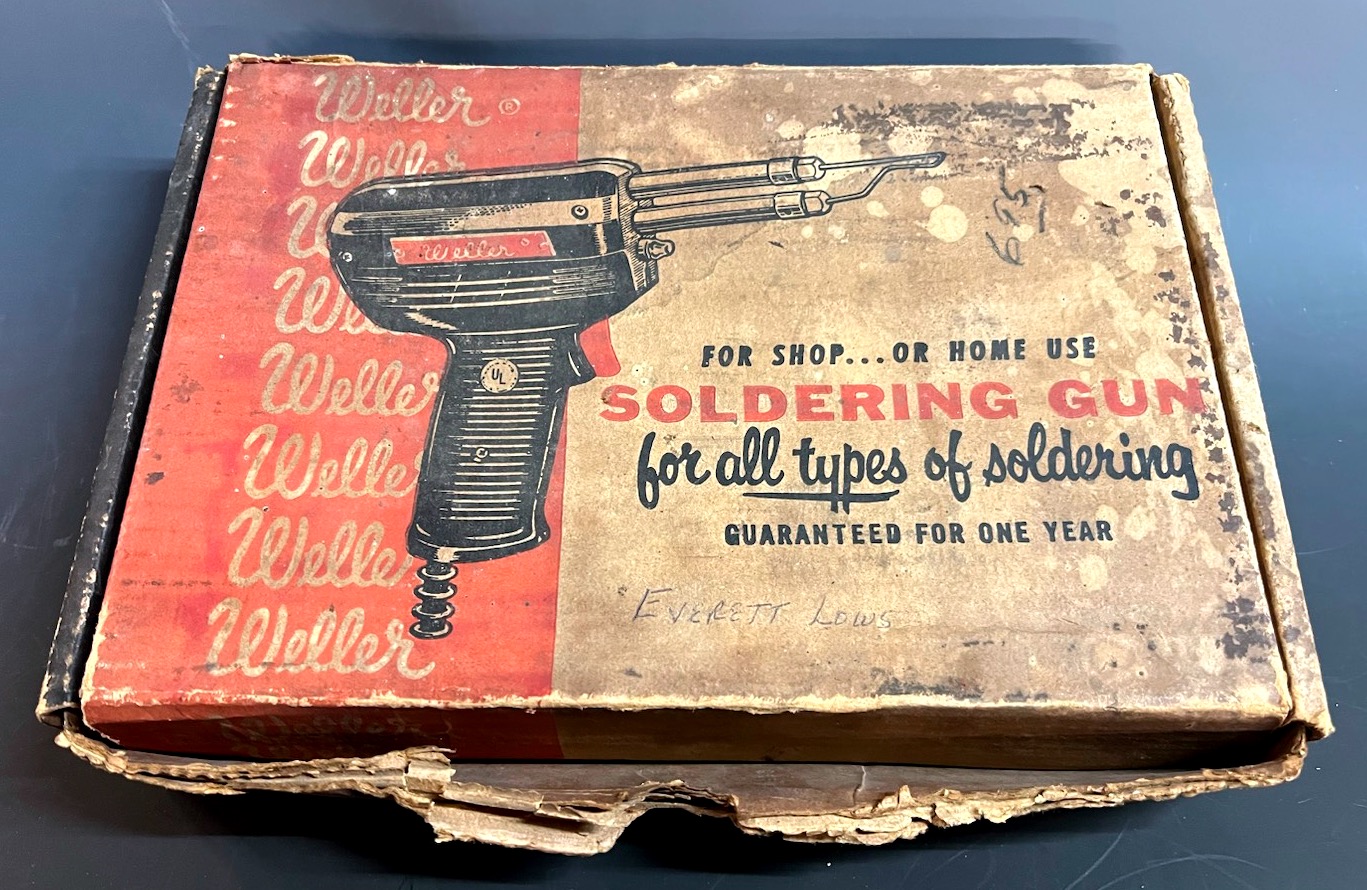 Weller ®
Weller
W
Weller
Weller
UL
Weller
Weller
Weller
Weller
695
FOR SHOP...OR HOME USE
SOLDERING GUN
for all types of soldering
GUARANTEED FOR ONE YEAR
EVERETT LOWS